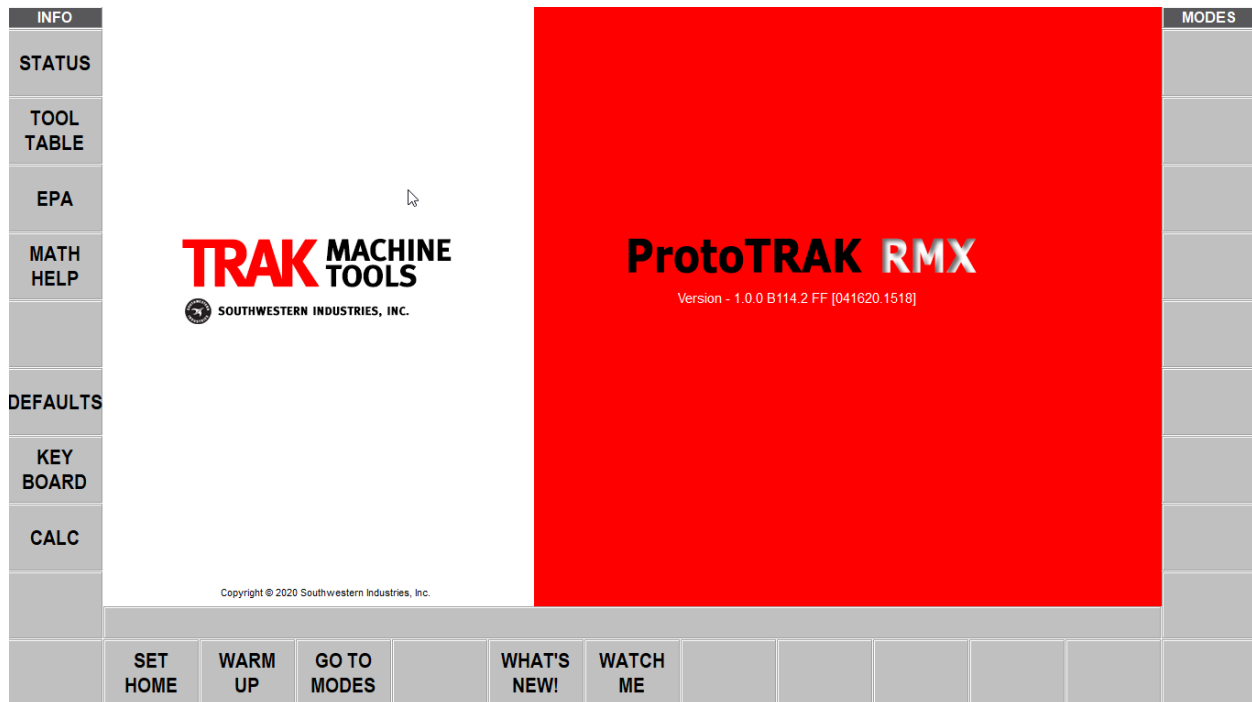 INFO
MODES
STATUS
TOOL
TABLE
EPA
MATH
HELP
DEFAULTS
KEY
BOARD
CALC
TRAK MACHINE
TOOLS
SOUTHWESTERN INDUSTRIES, INC.
Copyright © 2020 Southwestern Industries, Inc.
ProtoTRAK RMX
Version - 1.0.0 B114.2 FF [041620.1518]
SET
HOME
WARM
UP
GO TO
MODES
WHAT'S
NEW!
WATCH
ME